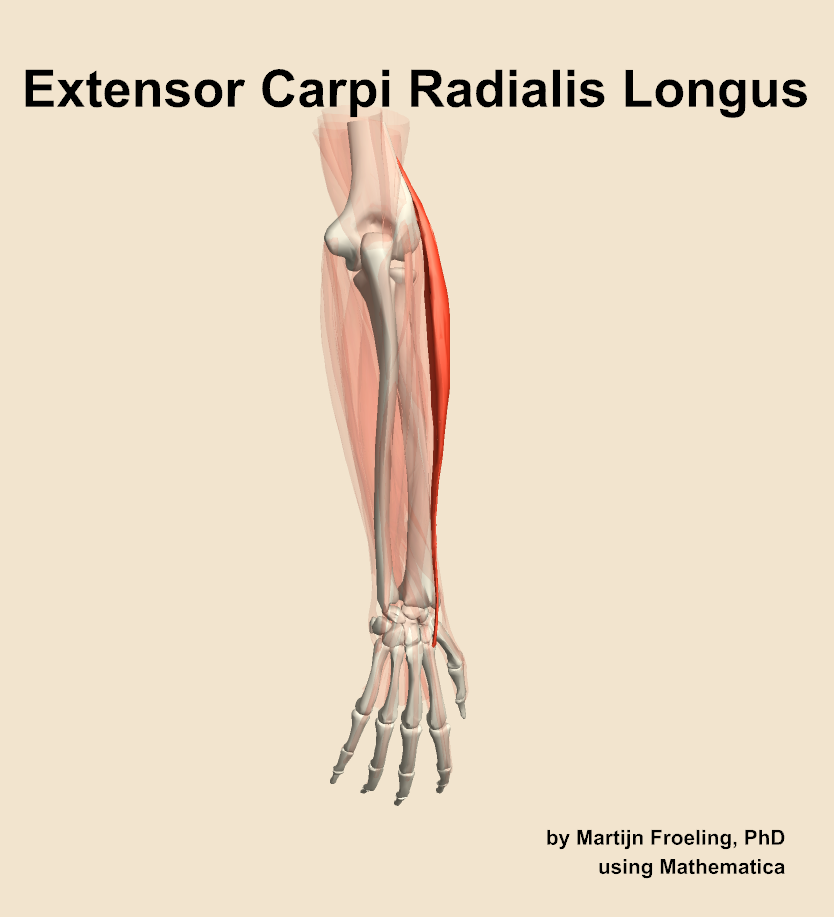 Extensor Carpi Radialis Longus
by Martijn Froeling, PhD
using Mathematica